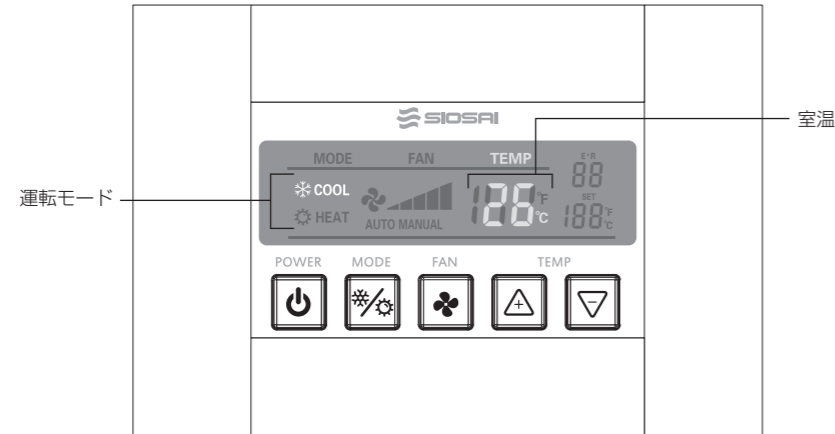 SIOSAI
室温
MODE FAN TEMP E·R
88
運転モード
COOL 126 °F SET
HEAT AUTO MANUAL °C 188 °F °C
POWER MODE FAN TEMP
+ −